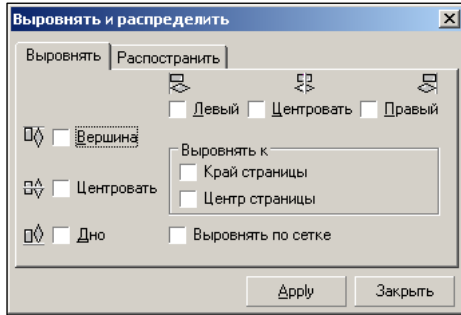 Выровнять и распределить
Выровнять Распостранить
Левый Центровать Правый
Вершина
Выровнять к
Край страницы
Центровать
Центр страницы
Дно Выровнять по сетке
Apply Закрыть